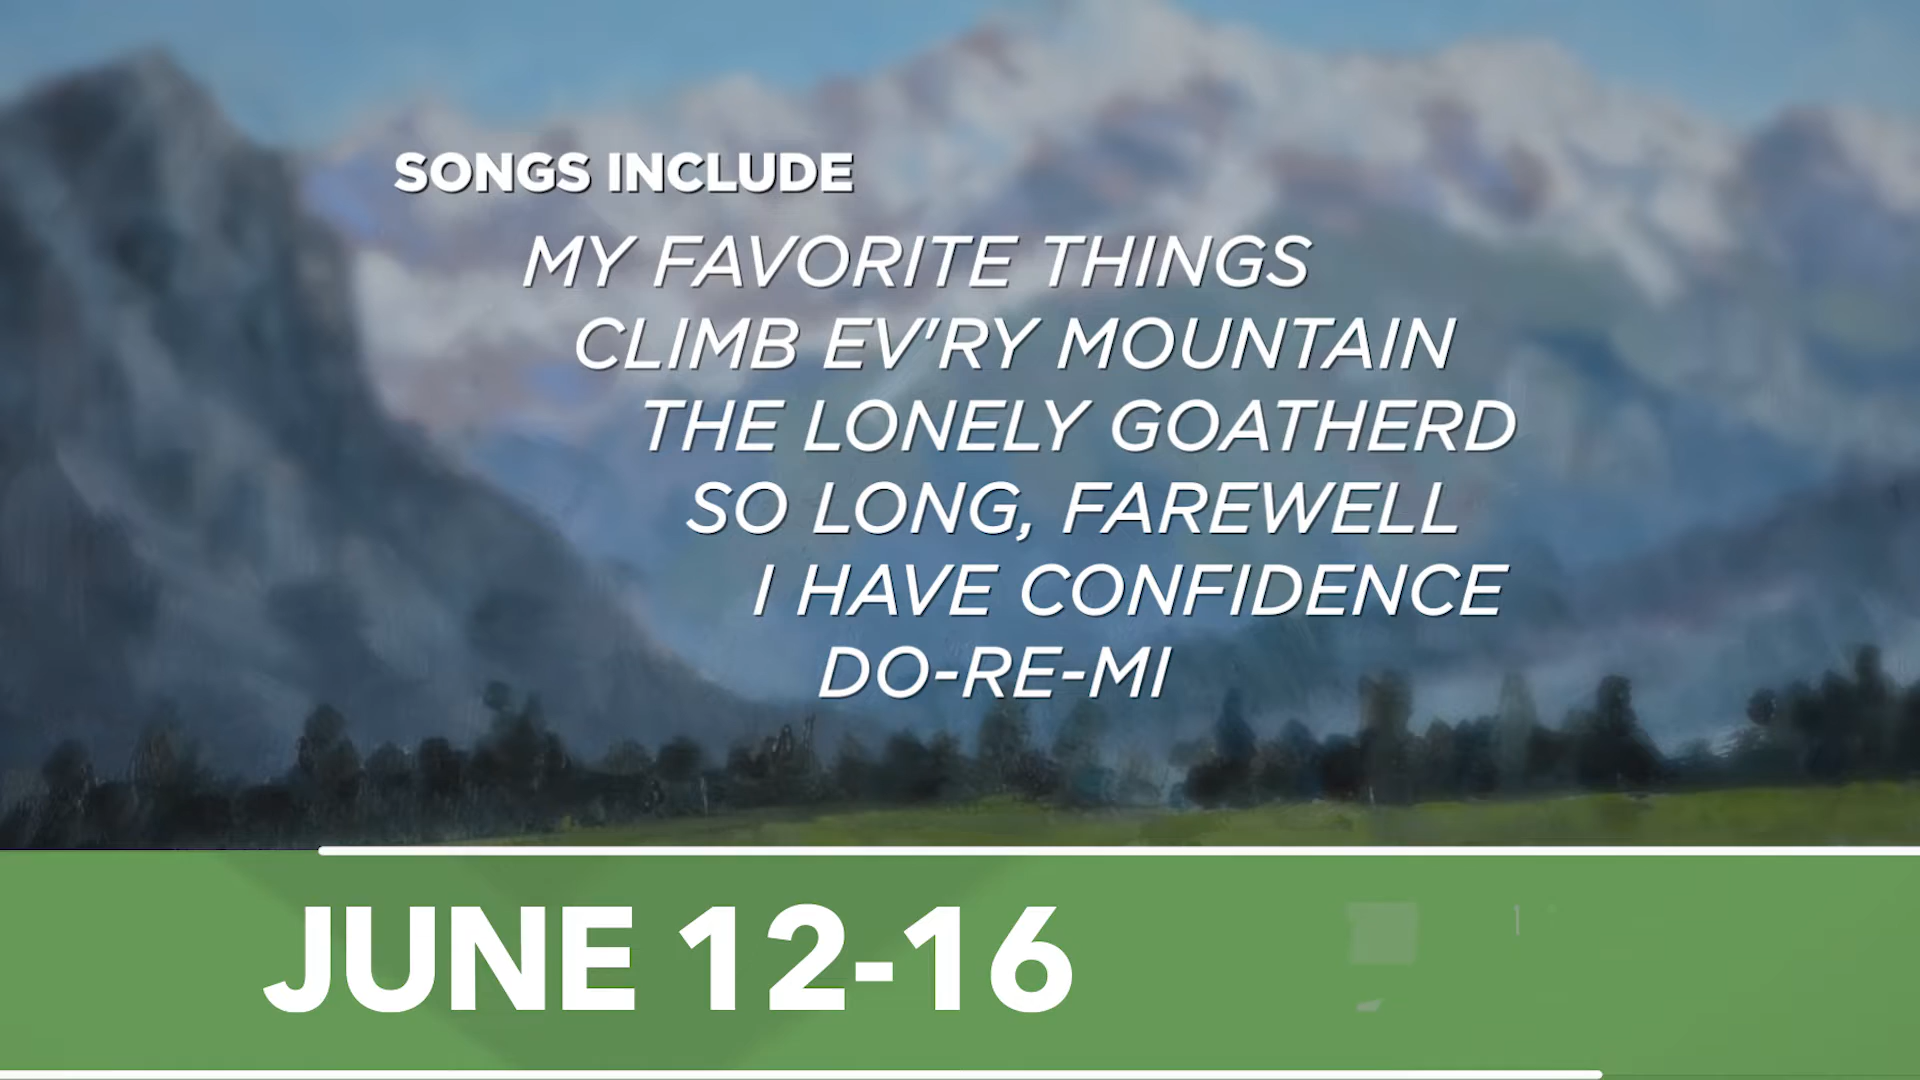 SONGS INCLUDE
MY FAVORITE THINGS
CLIMB EV'RY MOUNTAIN
THE LONELY GOATHERD
SO LONG, FAREWELL
I HAVE CONFIDENCE
DO-RE-MI
JUNE 12-16